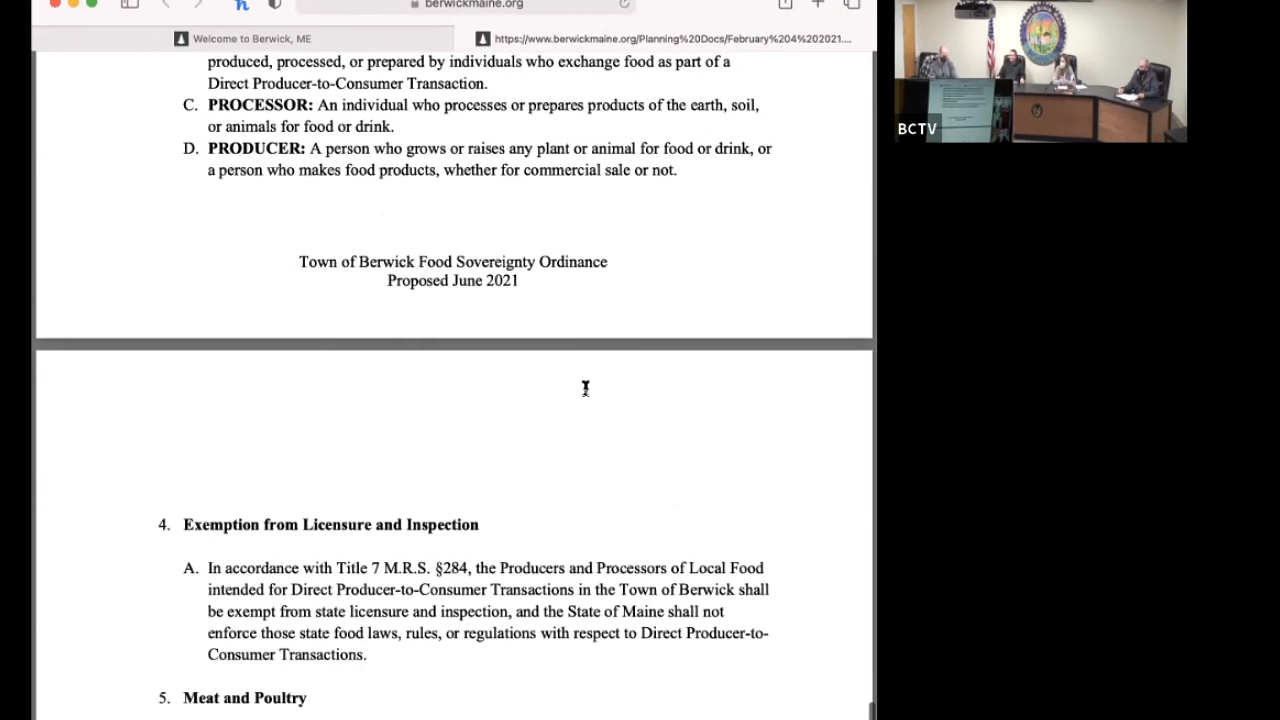 berwickmaine.org
Welcome to Berwick, ME
https://www.berwickmaine.org/Planning%20Docs/February%204%202021....
produced, processed, or prepared by individuals who exchange food as part of a
Direct Producer-to-Consumer Transaction.
C. PROCESSOR: An individual who processes or prepares products of the earth, soil,
or animals for food or drink.
D. PRODUCER: A person who grows or raises any plant or animal for food or drink, or
a person who makes food products, whether for commercial sale or not.
Town of Berwick Food Sovereignty Ordinance
Proposed June 2021
4. Exemption from Licensure and Inspection
A. In accordance with Title 7 M.R.S. §284, the Producers and Processors of Local Food
intended for Direct Producer-to-Consumer Transactions in the Town of Berwick shall
be exempt from state licensure and inspection, and the State of Maine shall not
enforce those state food laws, rules, or regulations with respect to Direct Producer-to-
Consumer Transactions.
5. Meat and Poultry
BCTV